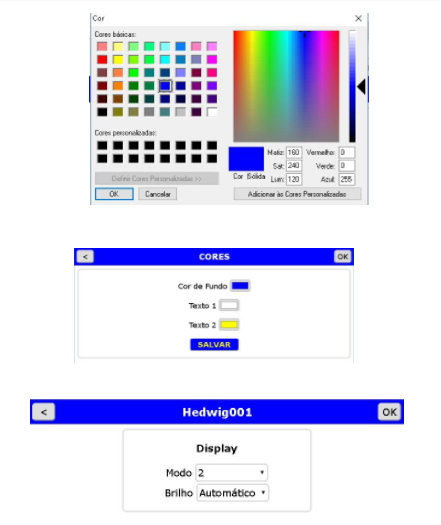 Cor
Cores básicas:
Cores personalizadas:
Definir Cores Personalizadas >>
OK Cancelar
Cor Sólida
Matiz: 160 Vermelho: 0
Sat: 240 Verde: 0
Lum: 120 Azul: 255
Adicionar às Cores Personalizadas
< CORES OK
Cor de Fundo
Texto 1
Texto 2
SALVAR
< Hedwig001 OK
Display
Modo 2
Brilho Automático